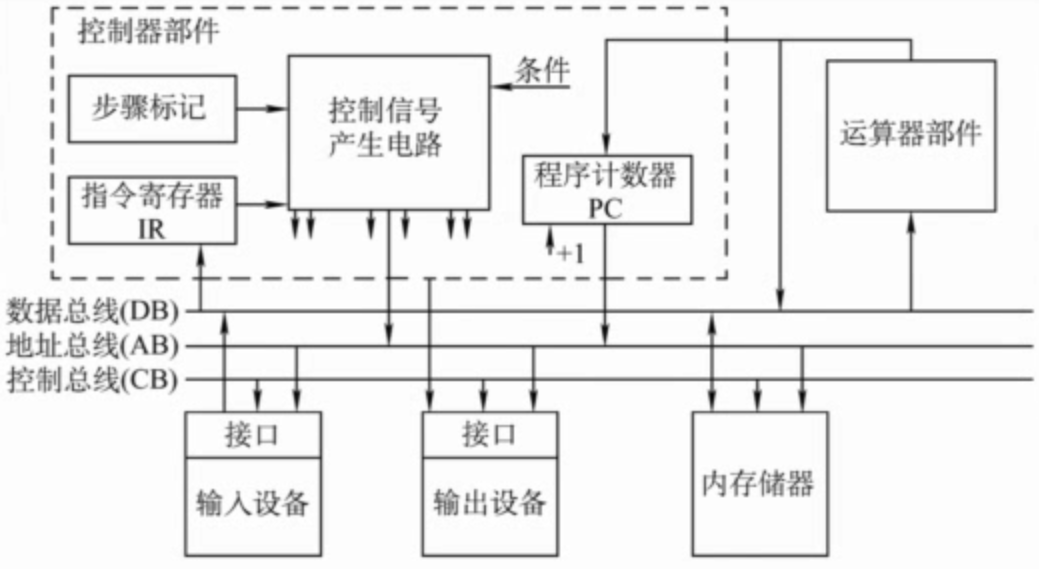 控制器部件
步骤标记
控制信号
产生电路
条件
运算器部件
指令寄存器
IR
程序计数器
PC
+1
数据总线(DB)
地址总线(AB)
控制总线(CB)
接口
输入设备
接口
输出设备
内存储器